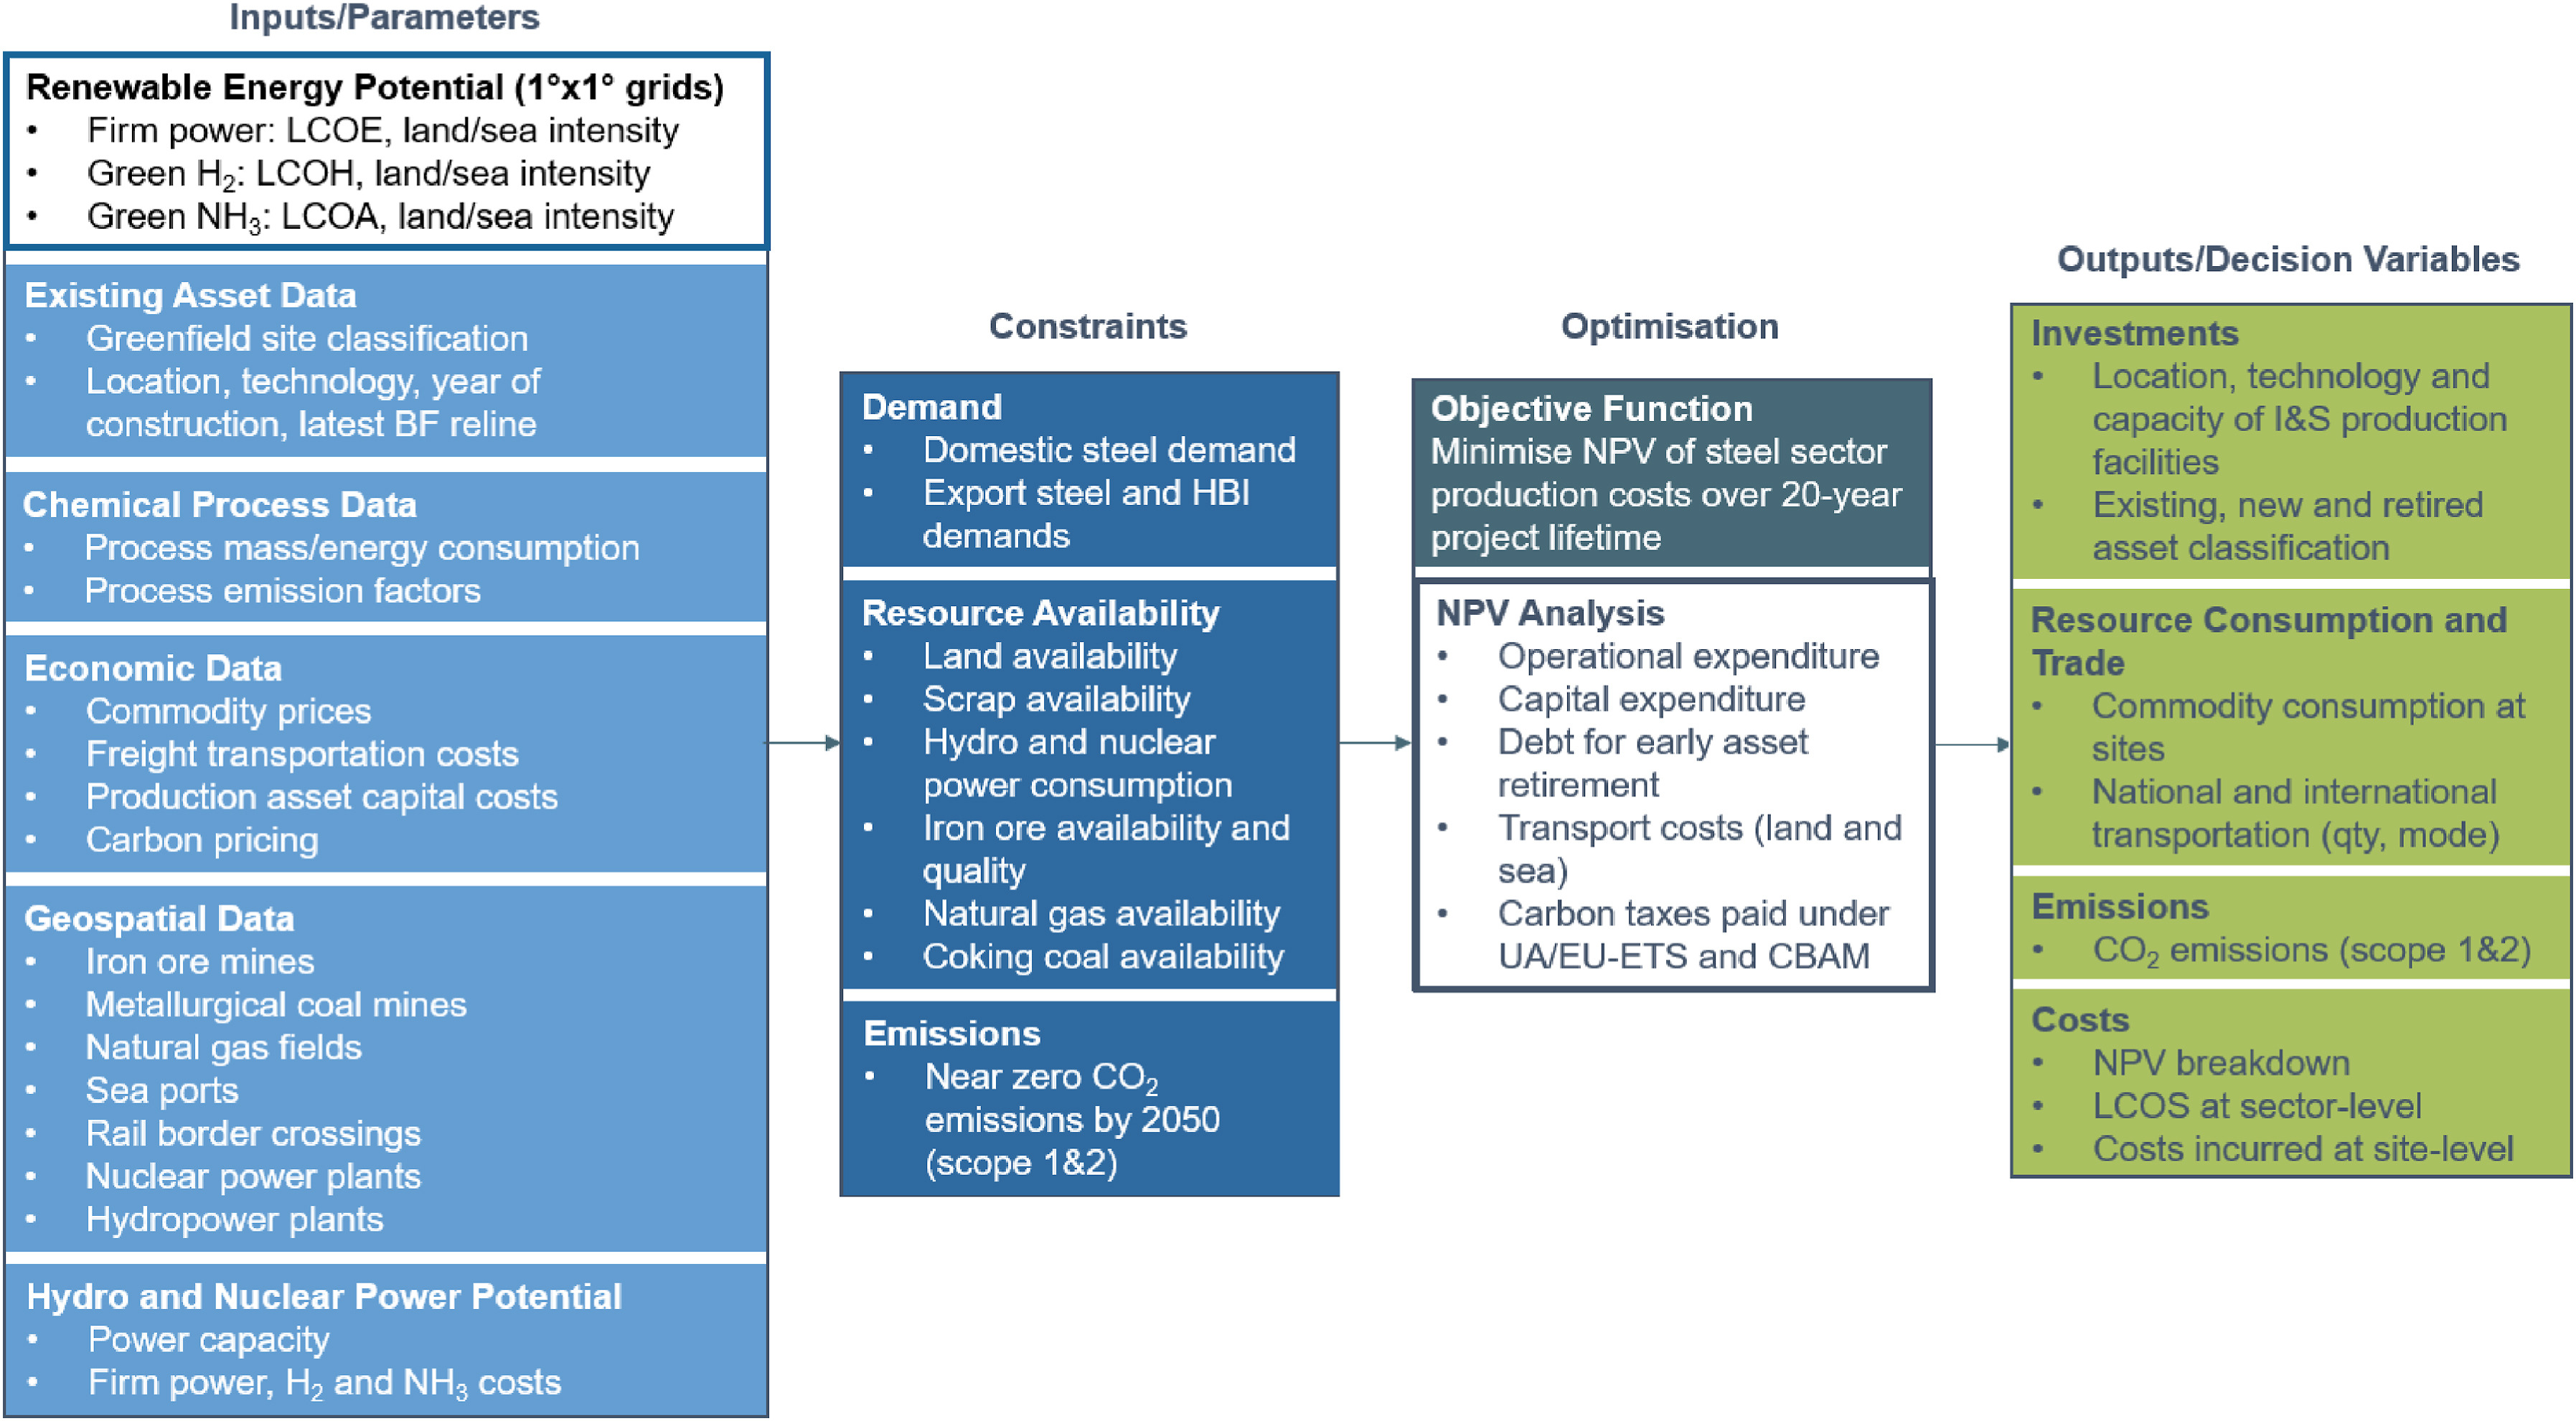 Inputs/Parameters
Renewable Energy Potential (1°x1° grids)
• Firm power: LCOE, land/sea intensity
• Green H₂: LCOH, land/sea intensity
• Green NH₃: LCOA, land/sea intensity
Existing Asset Data
• Greenfield site classification
• Location, technology, year of
construction, latest BF reline
Chemical Process Data
• Process mass/energy consumption
• Process emission factors
Economic Data
• Commodity prices
• Freight transportation costs
• Production asset capital costs
• Carbon pricing
Geospatial Data
• Iron ore mines
• Metallurgical coal mines
• Natural gas fields
• Sea ports
• Rail border crossings
• Nuclear power plants
• Hydropower plants
Hydro and Nuclear Power Potential
• Power capacity
• Firm power, H₂ and NH₃ costs
Constraints
Demand
• Domestic steel demand
• Export steel and HBI
demands
Resource Availability
• Land availability
• Scrap availability
• Hydro and nuclear
power consumption
• Iron ore availability and
quality
• Natural gas availability
• Coking coal availability
Emissions
• Near zero CO₂
emissions by 2050
(scope 1&2)
Optimisation
Objective Function
Minimise NPV of steel sector
production costs over 20-year
project lifetime
NPV Analysis
• Operational expenditure
• Capital expenditure
• Debt for early asset
retirement
• Transport costs (land and
sea)
• Carbon taxes paid under
UA/EU-ETS and CBAM
Outputs/Decision Variables
Investments
• Location, technology and
capacity of I&S production
facilities
• Existing, new and retired
asset classification
Resource Consumption and
Trade
• Commodity consumption at
sites
• National and international
transportation (qty, mode)
Emissions
• CO₂ emissions (scope 1&2)
Costs
• NPV breakdown
• LCOS at sector-level
• Costs incurred at site-level